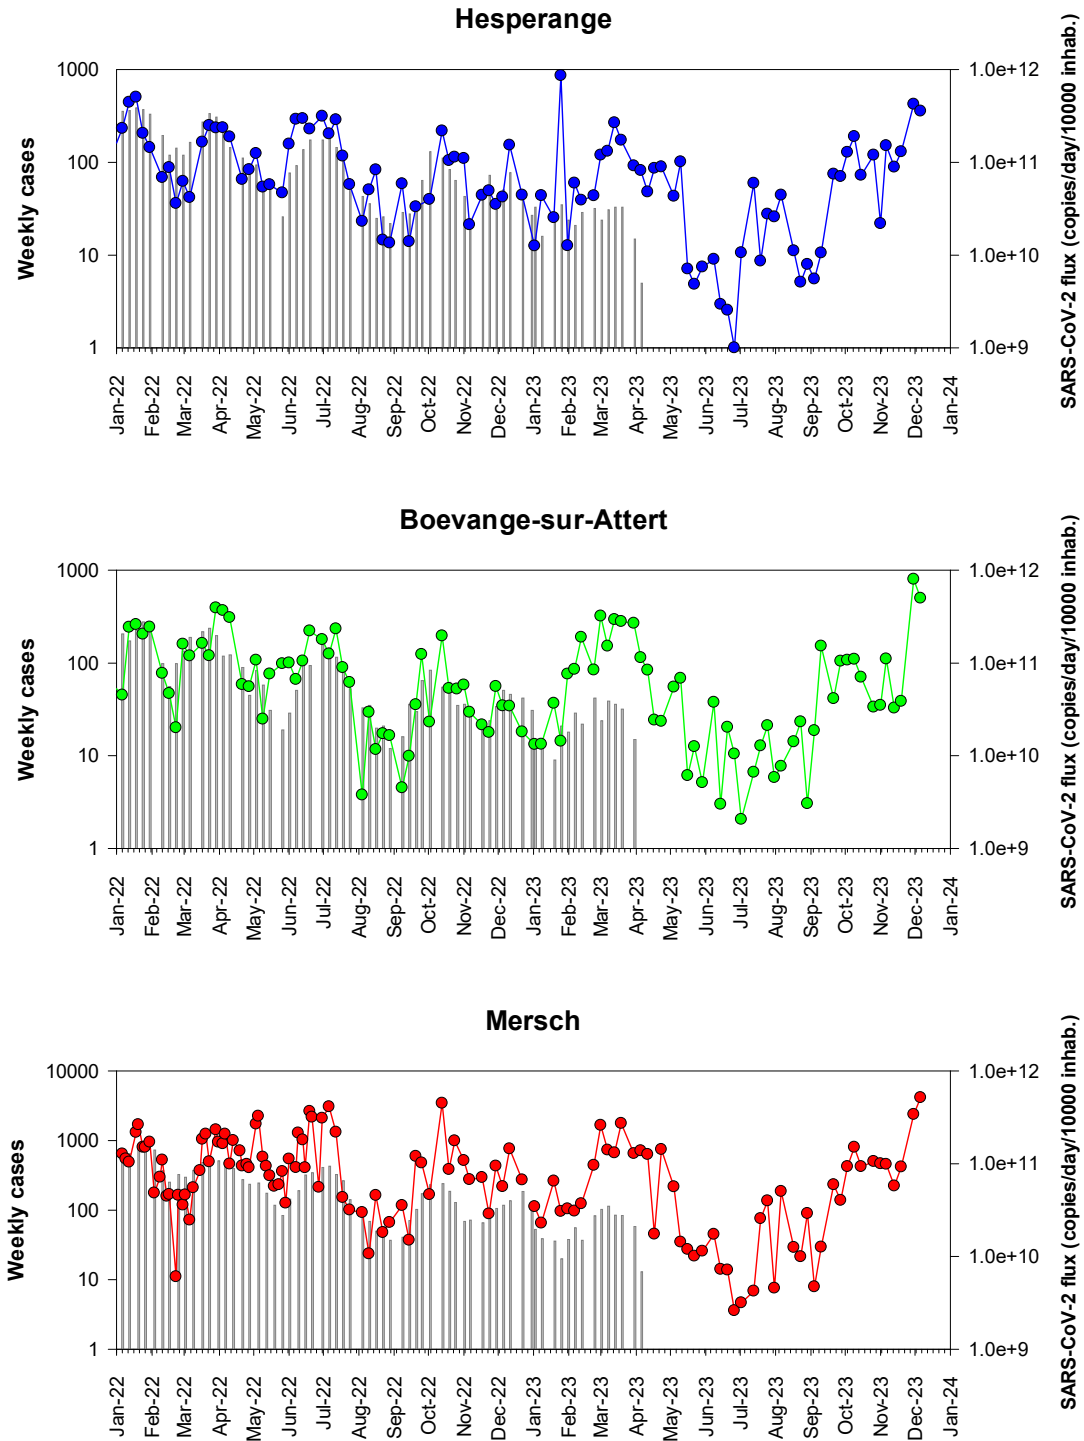 Hesperange
Weekly cases
1000
100
10
1
1.0e+12
1.0e+11
1.0e+10
1.0e+9
SARS-CoV-2 flux (copies/day/10000 inhab.)
Jan-22
Feb-22
Mar-22
Apr-22
May-22
Jun-22
Jul-22
Aug-22
Sep-22
Oct-22
Nov-22
Dec-22
Jan-23
Feb-23
Mar-23
Apr-23
May-23
Jun-23
Jul-23
Aug-23
Sep-23
Oct-23
Nov-23
Dec-23
Jan-24
Boevange-sur-Attert
Weekly cases
1000
100
10
1
1.0e+12
1.0e+11
1.0e+10
1.0e+9
SARS-CoV-2 flux (copies/day/10000 inhab.)
Jan-22
Feb-22
Mar-22
Apr-22
May-22
Jun-22
Jul-22
Aug-22
Sep-22
Oct-22
Nov-22
Dec-22
Jan-23
Feb-23
Mar-23
Apr-23
May-23
Jun-23
Jul-23
Aug-23
Sep-23
Oct-23
Nov-23
Dec-23
Jan-24
Mersch
Weekly cases
10000
1000
100
10
1
1.0e+12
1.0e+11
1.0e+10
1.0e+9
SARS-CoV-2 flux (copies/day/10000 inhab.)
Jan-22
Feb-22
Mar-22
Apr-22
May-22
Jun-22
Jul-22
Aug-22
Sep-22
Oct-22
Nov-22
Dec-22
Jan-23
Feb-23
Mar-23
Apr-23
May-23
Jun-23
Jul-23
Aug-23
Sep-23
Oct-23
Nov-23
Dec-23
Jan-24